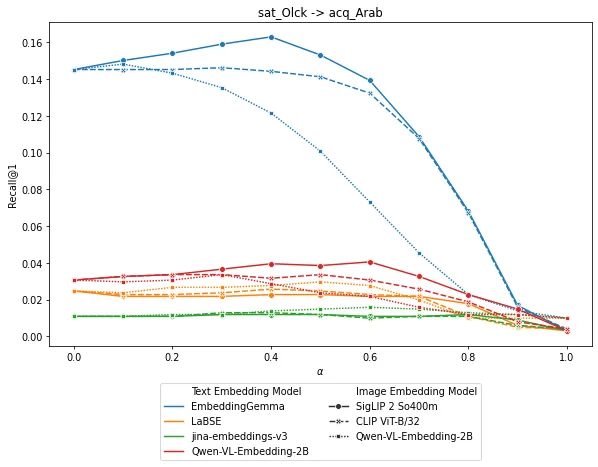 sat_Olck -> acq_Arab
0.16
0.14
0.12
0.10
0.08
0.06
0.04
0.02
0.00
Recall@1
0.0 0.2 0.4 0.6 0.8 1.0
α
Text Embedding Model
EmbeddingGemma
LaBSE
jina-embeddings-v3
Qwen-VL-Embedding-2B
Image Embedding Model
SigLIP 2 So400m
CLIP ViT-B/32
Qwen-VL-Embedding-2B